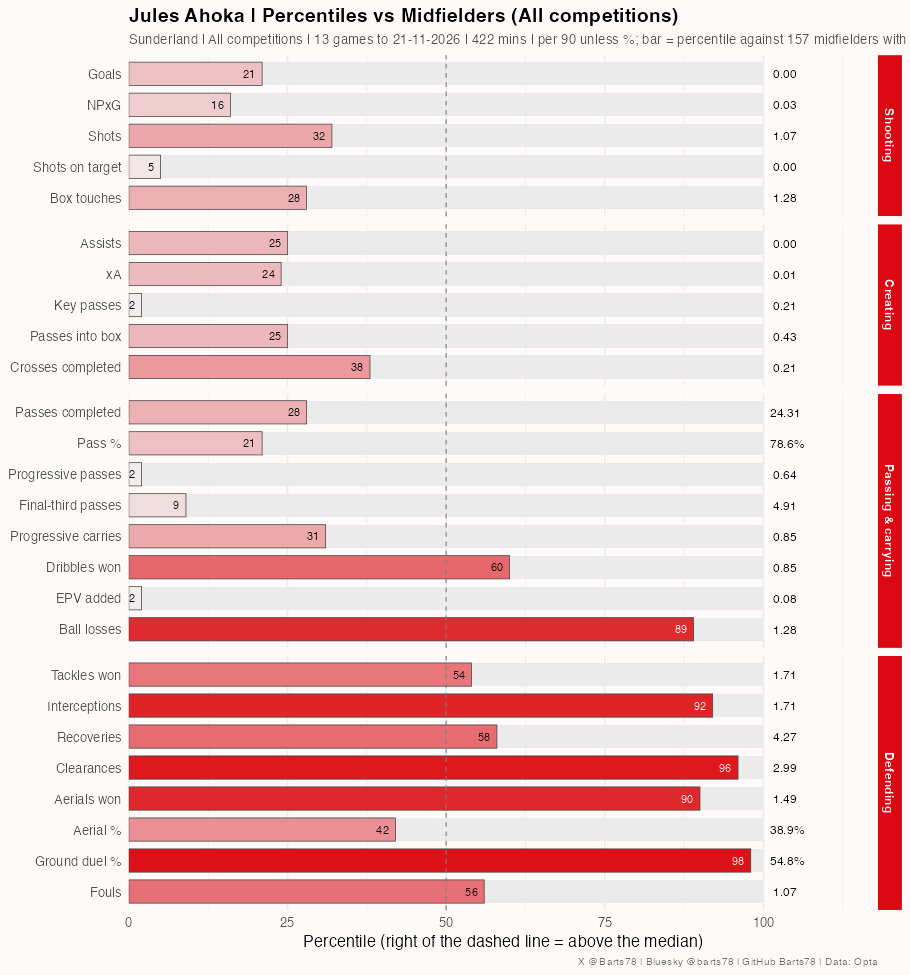 Jules Ahoka | Percentiles vs Midfielders (All competitions)
Sunderland | All competitions | 13 games to 21-11-2026 | 422 mins | per 90 unless %; bar = percentile against 157 midfielders with
Shooting
Goals 21 0.00
NPxG 16 0.03
Shots 32 1.07
Shots on target 5 0.00
Box touches 28 1.28
Creating
Assists 25 0.00
xA 24 0.01
Key passes 2 0.21
Passes into box 25 0.43
Crosses completed 38 0.21
Passing & carrying
Passes completed 28 24.31
Pass % 21 78.6%
Progressive passes 2 0.64
Final-third passes 9 4.91
Progressive carries 31 0.85
Dribbles won 60 0.85
EPV added 2 0.08
Ball losses 89 1.28
Defending
Tackles won 54 1.71
Interceptions 92 1.71
Recoveries 58 4.27
Clearances 96 2.99
Aerials won 90 1.49
Aerial % 42 38.9%
Ground duel % 98 54.8%
Fouls 56 1.07
0 25 50 75 100
Percentile (right of the dashed line = above the median)
X @Barts78 | Bluesky @barts78 | GitHub Barts78 | Data: Opta